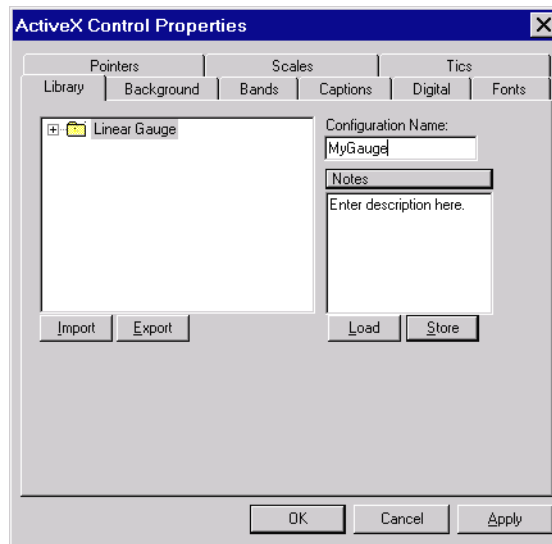 ActiveX Control Properties
Pointers Scales Tics
Library Background Bands Captions Digital Fonts
Linear Gauge
Configuration Name:
MyGauge
Notes
Enter description here.
Import Export Load Store
OK Cancel Apply